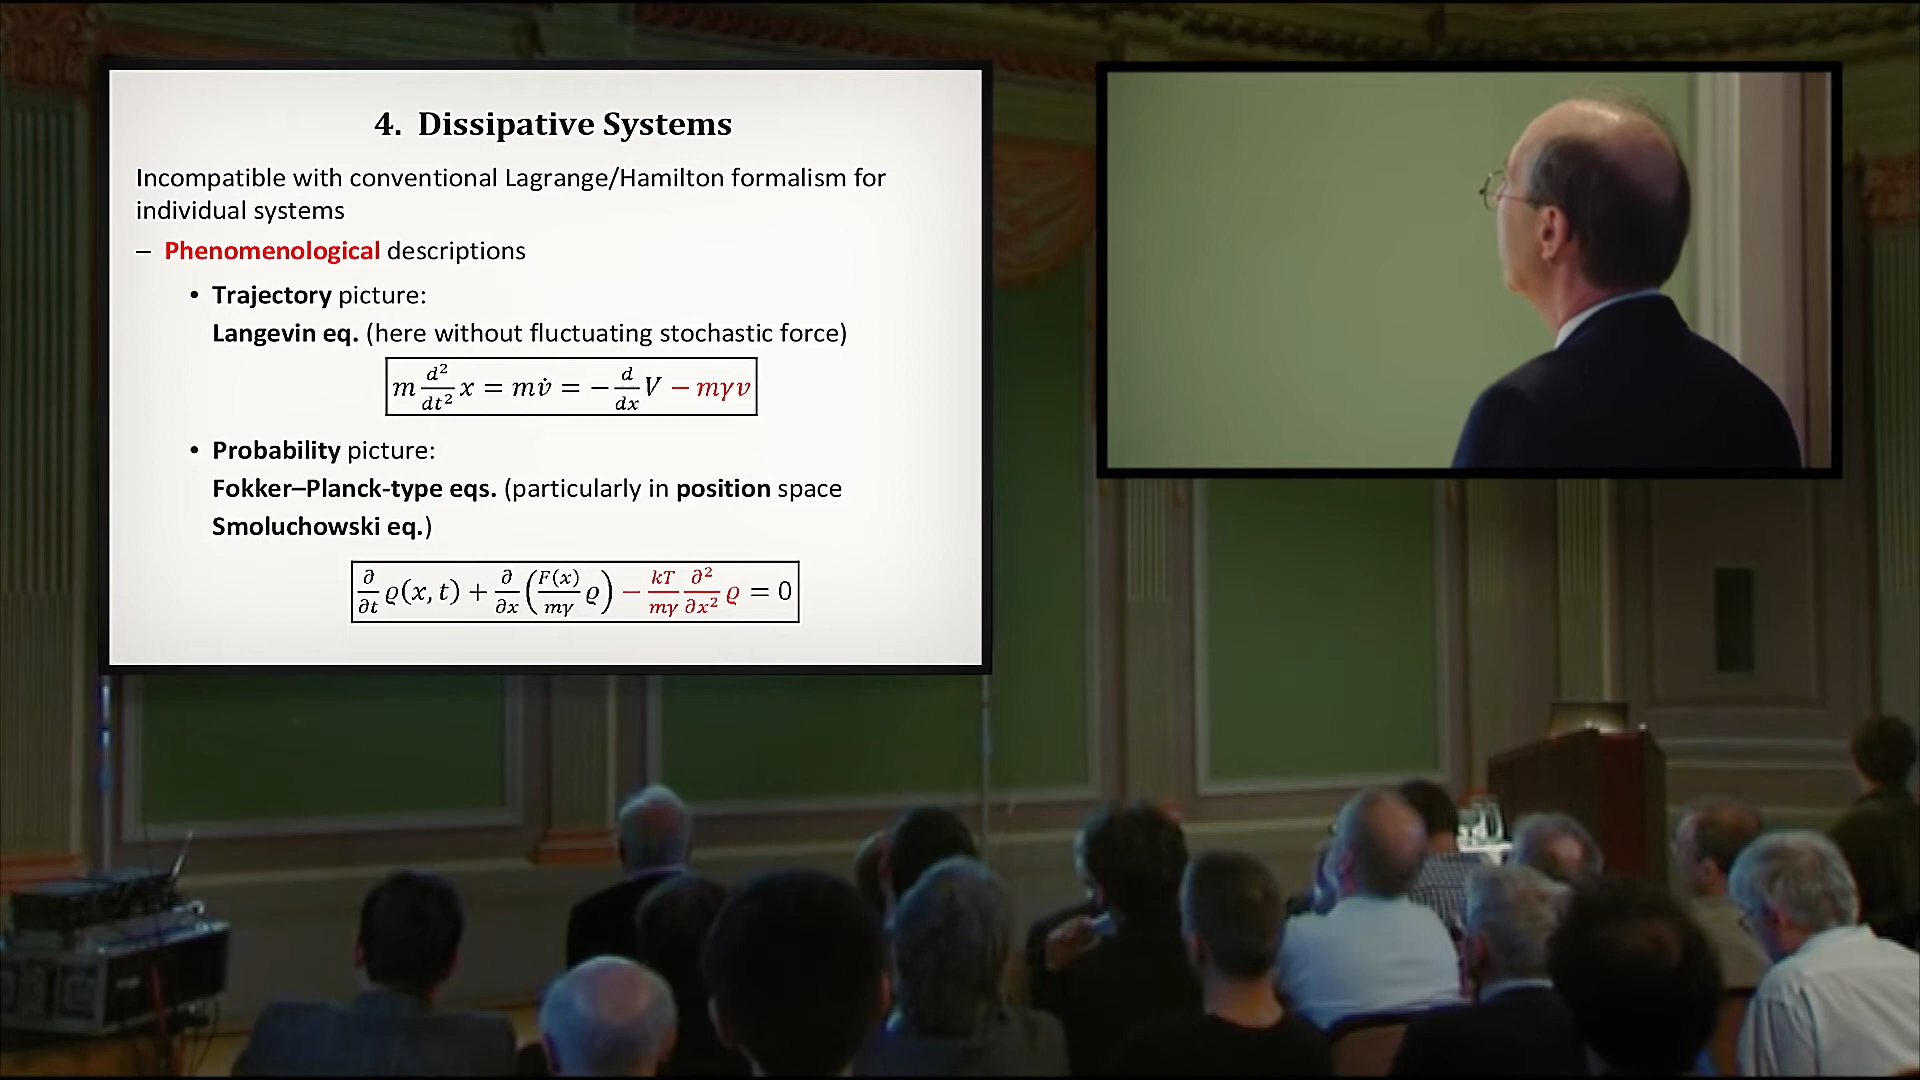 4. Dissipative Systems
Incompatible with conventional Lagrange/Hamilton formalism for
individual systems
– Phenomenological descriptions
• Trajectory picture:
Langevin eq. (here without fluctuating stochastic force)
m d²/dt² x = mv̇ = − d/dx V − mγv
• Probability picture:
Fokker–Planck-type eqs. (particularly in position space
Smoluchowski eq.)
∂/∂t ϱ(x, t) + ∂/∂x (F(x)/mγ ϱ) − kT/mγ ∂²/∂x² ϱ = 0